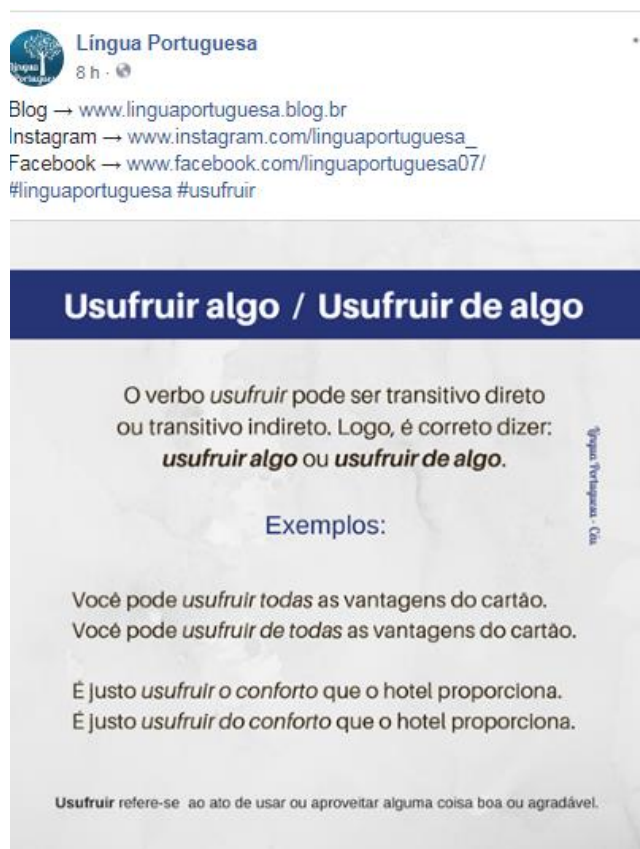 Língua Portuguesa
8 h ·
Blog → www.linguaportuguesa.blog.br
Instagram → www.instagram.com/linguaportuguesa_
Facebook → www.facebook.com/linguaportuguesa07/
#linguaportuguesa #usufruir
Usufruir algo / Usufruir de algo
O verbo usufruir pode ser transitivo direto
ou transitivo indireto. Logo, é correto dizer:
usufruir algo ou usufruir de algo.
Língua Portuguesa - Céu
Exemplos:
Você pode usufruir todas as vantagens do cartão.
Você pode usufruir de todas as vantagens do cartão.
É justo usufruir o conforto que o hotel proporciona.
É justo usufruir do conforto que o hotel proporciona.
Usufruir refere-se ao ato de usar ou aproveitar alguma coisa boa ou agradável.